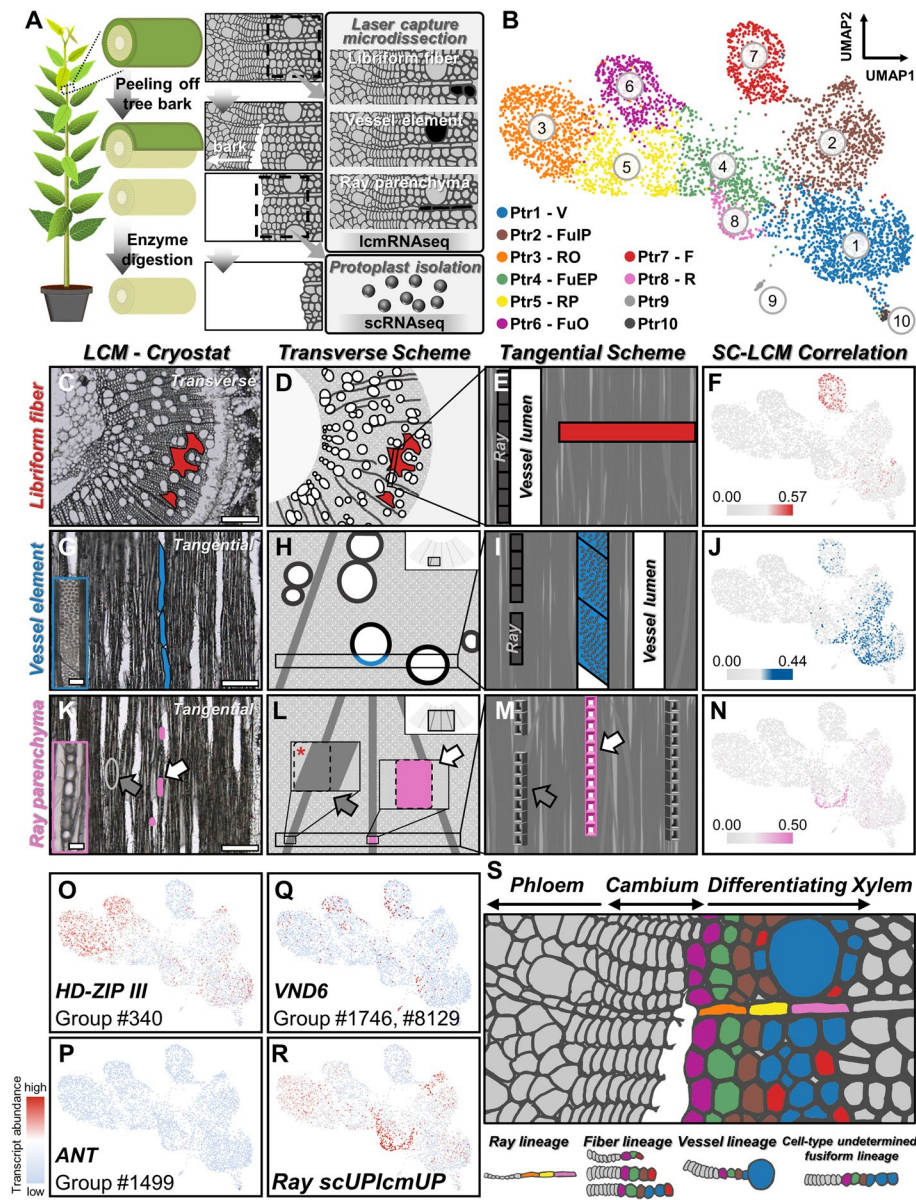 A
Peeling off
tree bark
Enzyme
digestion
bark
Laser capture
microdissection
Libriform fiber
Vessel element
Ray parenchyma
lcmRNAseq
Protoplast isolation
scRNAseq
B
UMAP2
UMAP1
7
6
3
2
5
4
8
1
9
10
Ptr1 - V
Ptr2 - FuIP
Ptr3 - RO
Ptr4 - FuEP
Ptr5 - RP
Ptr6 - FuO
Ptr7 - F
Ptr8 - R
Ptr9
Ptr10
LCM - Cryostat
Transverse Scheme
Tangential Scheme
SC-LCM Correlation
Libriform fiber
C
Transverse
D
E
Ray
Vessel lumen
F
0.00
0.57
Vessel element
G
Tangential
H
I
Ray
Vessel lumen
J
0.00
0.44
Ray parenchyma
K
Tangential
L
*
M
N
0.00
0.50
O
HD-ZIP III
Group #340
Q
VND6
Group #1746, #8129
P
ANT
Group #1499
R
Ray scUPlcmUP
Transcript abundance
high
low
S
Phloem
Cambium
Differentiating Xylem
Ray lineage
Fiber lineage
Vessel lineage
Cell-type undetermined
fusiform lineage